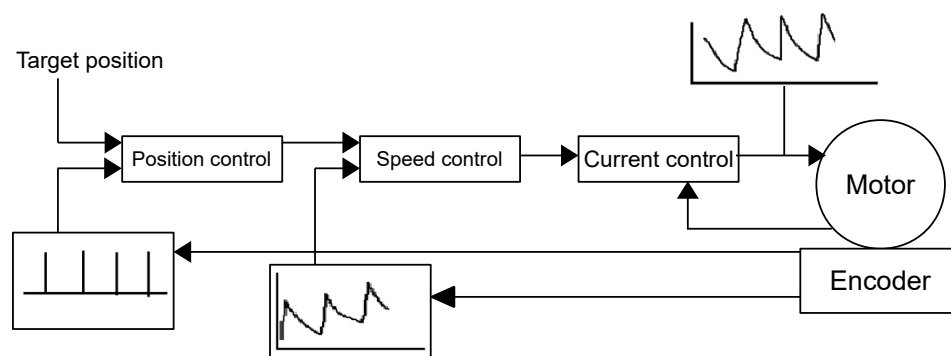 Target position
Position control
Speed control
Current control
Motor
Encoder